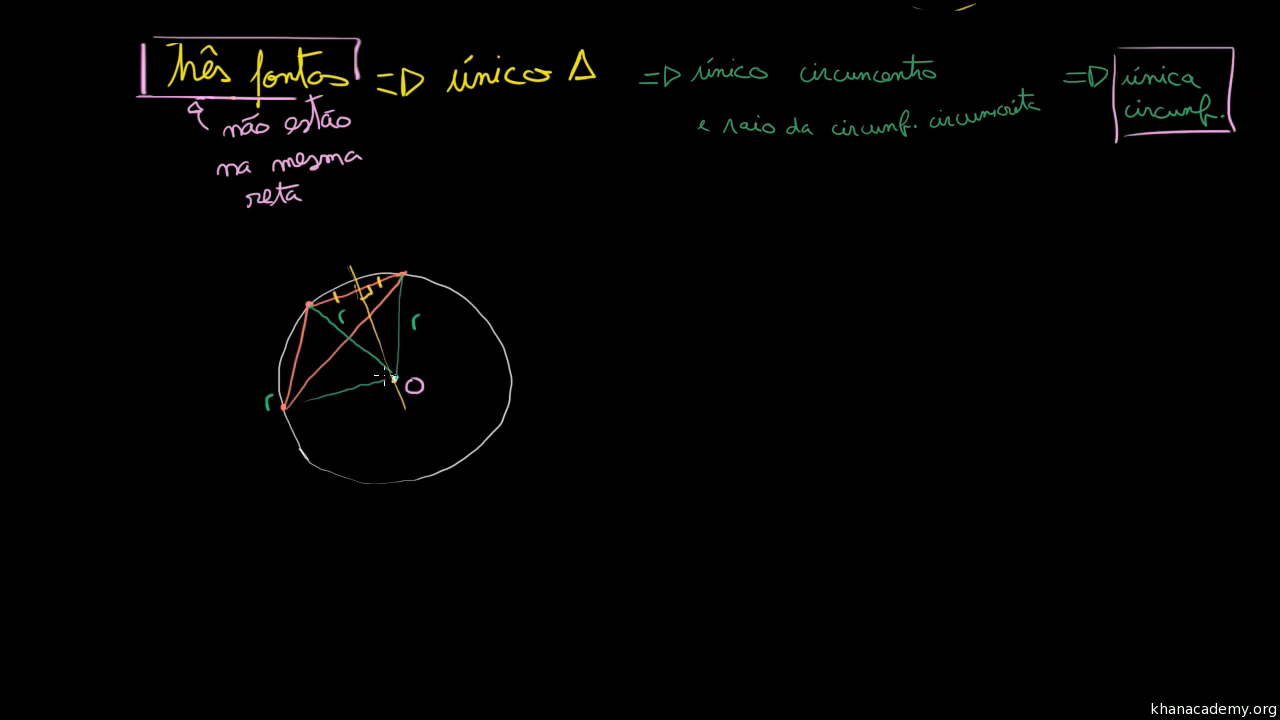 três pontos => único Δ => único circuncentro => única
não estão e raio da circunf. circunscrita circunf.
na mesma
reta
r
r
r O
khanacademy.org